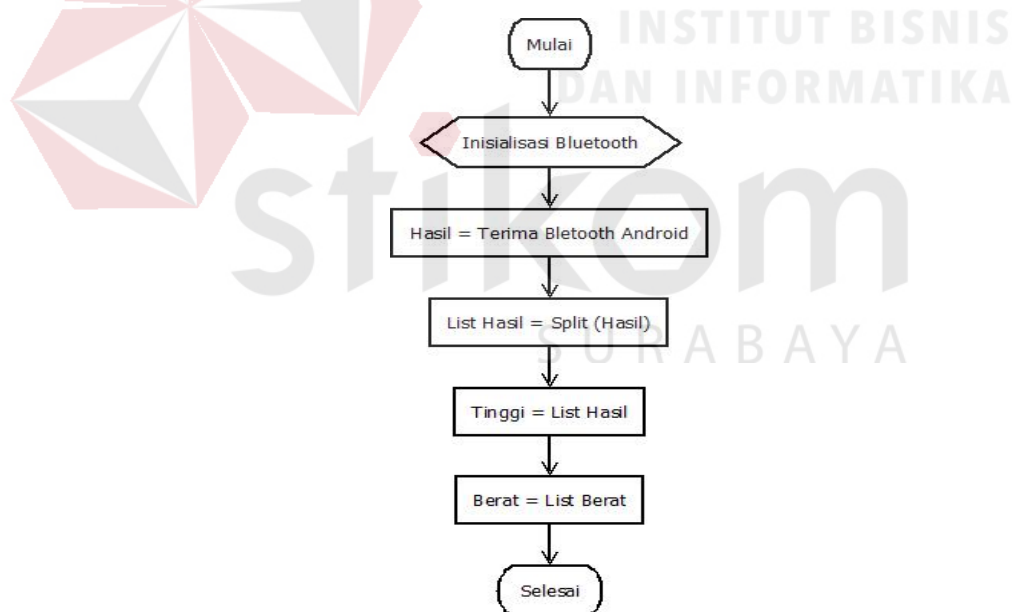 INSTITUT BISNIS
DAN INFORMATIKA
stikom
SURABAYA
Mulai
Inisialisasi Bluetooth
Hasil = Terima Bletooth Android
List Hasil = Split (Hasil)
Tinggi = List Hasil
Berat = List Berat
Selesai